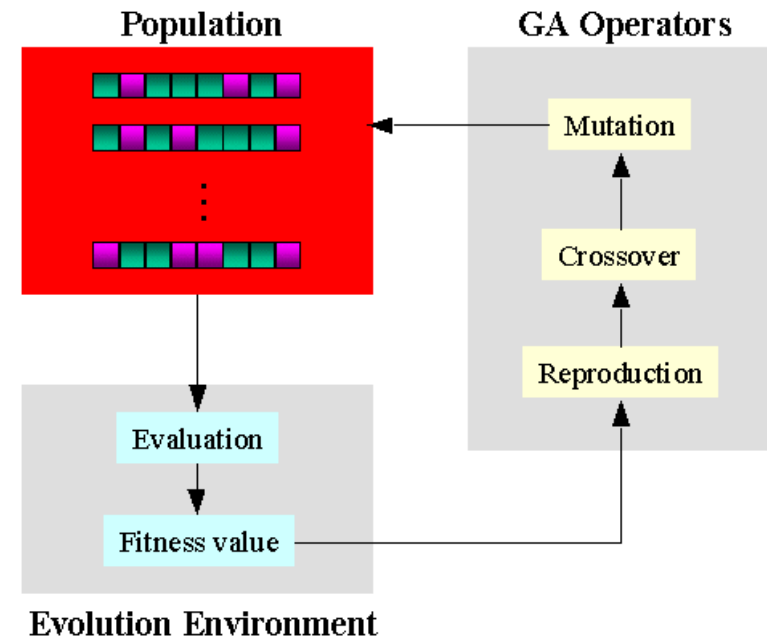 Population
GA Operators
Mutation
Crossover
Reproduction
Evaluation
Fitness value
Evolution Environment